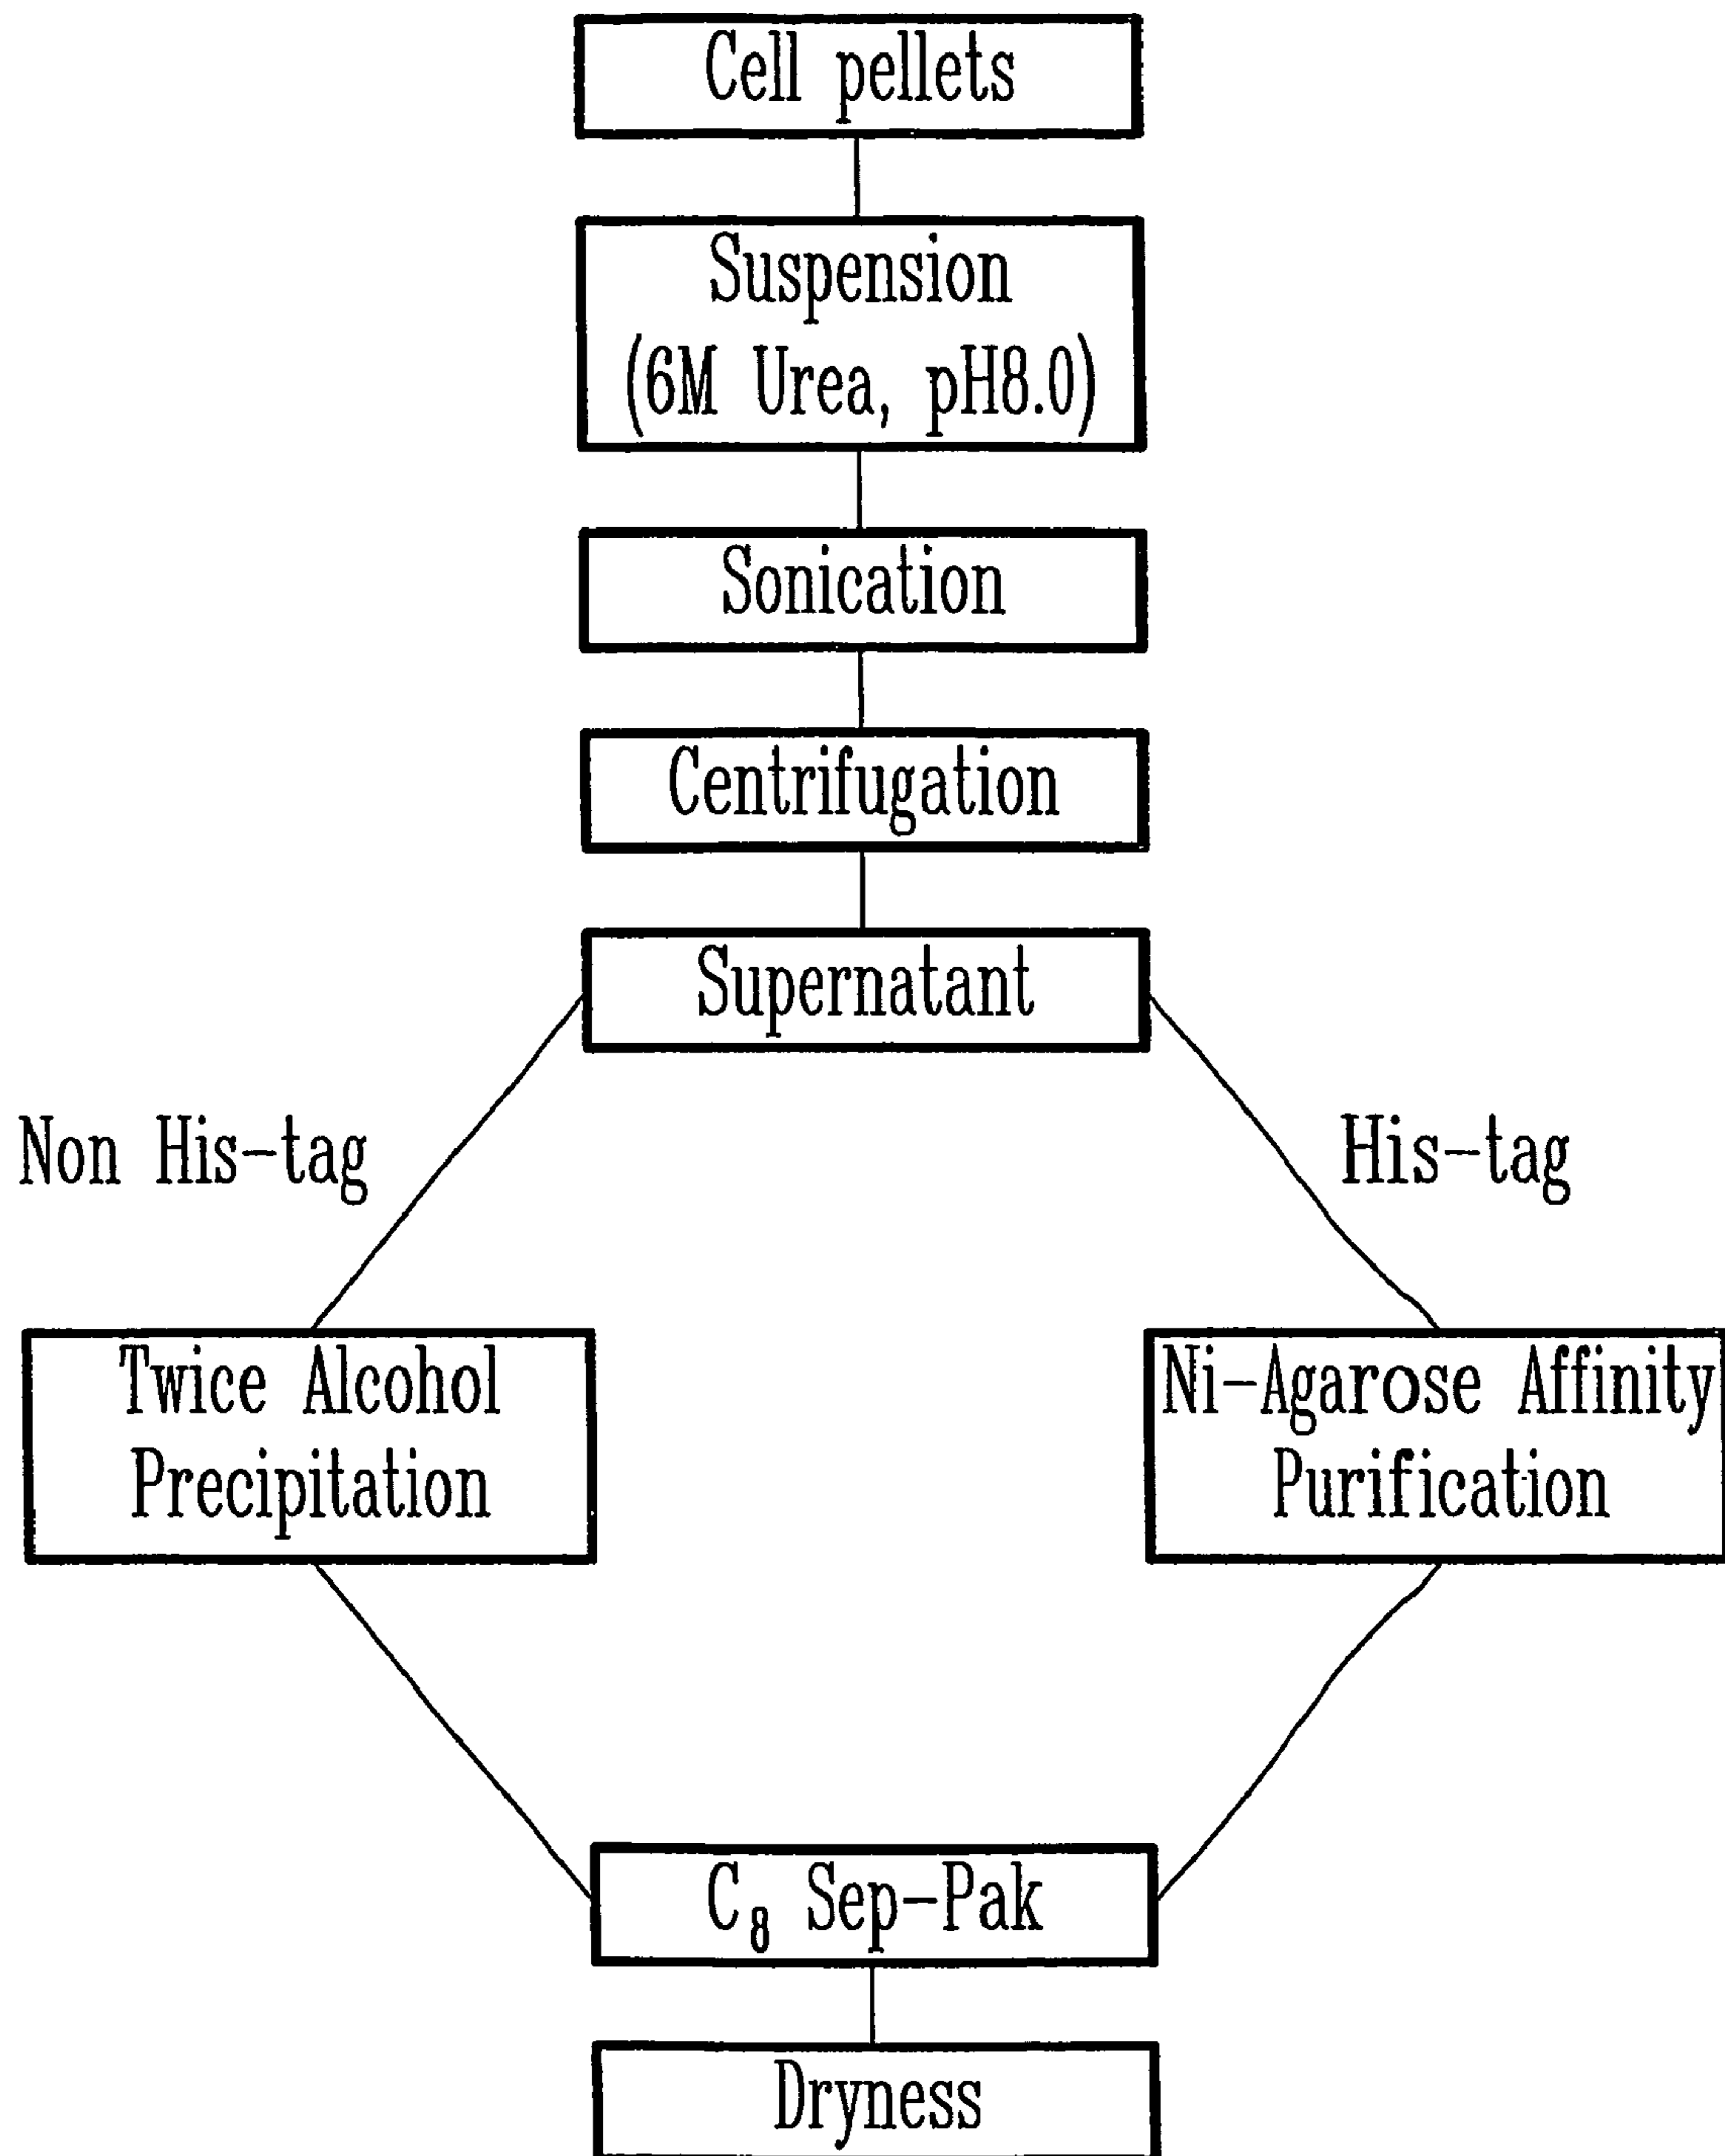 Cell pellets
Suspension
(6M Urea, pH8.0)
Sonication
Centrifugation
Supernatant
Non His-tag
His-tag
Twice Alcohol
Precipitation
Ni-Agarose Affinity
Purification
C₈ Sep-Pak
Dryness